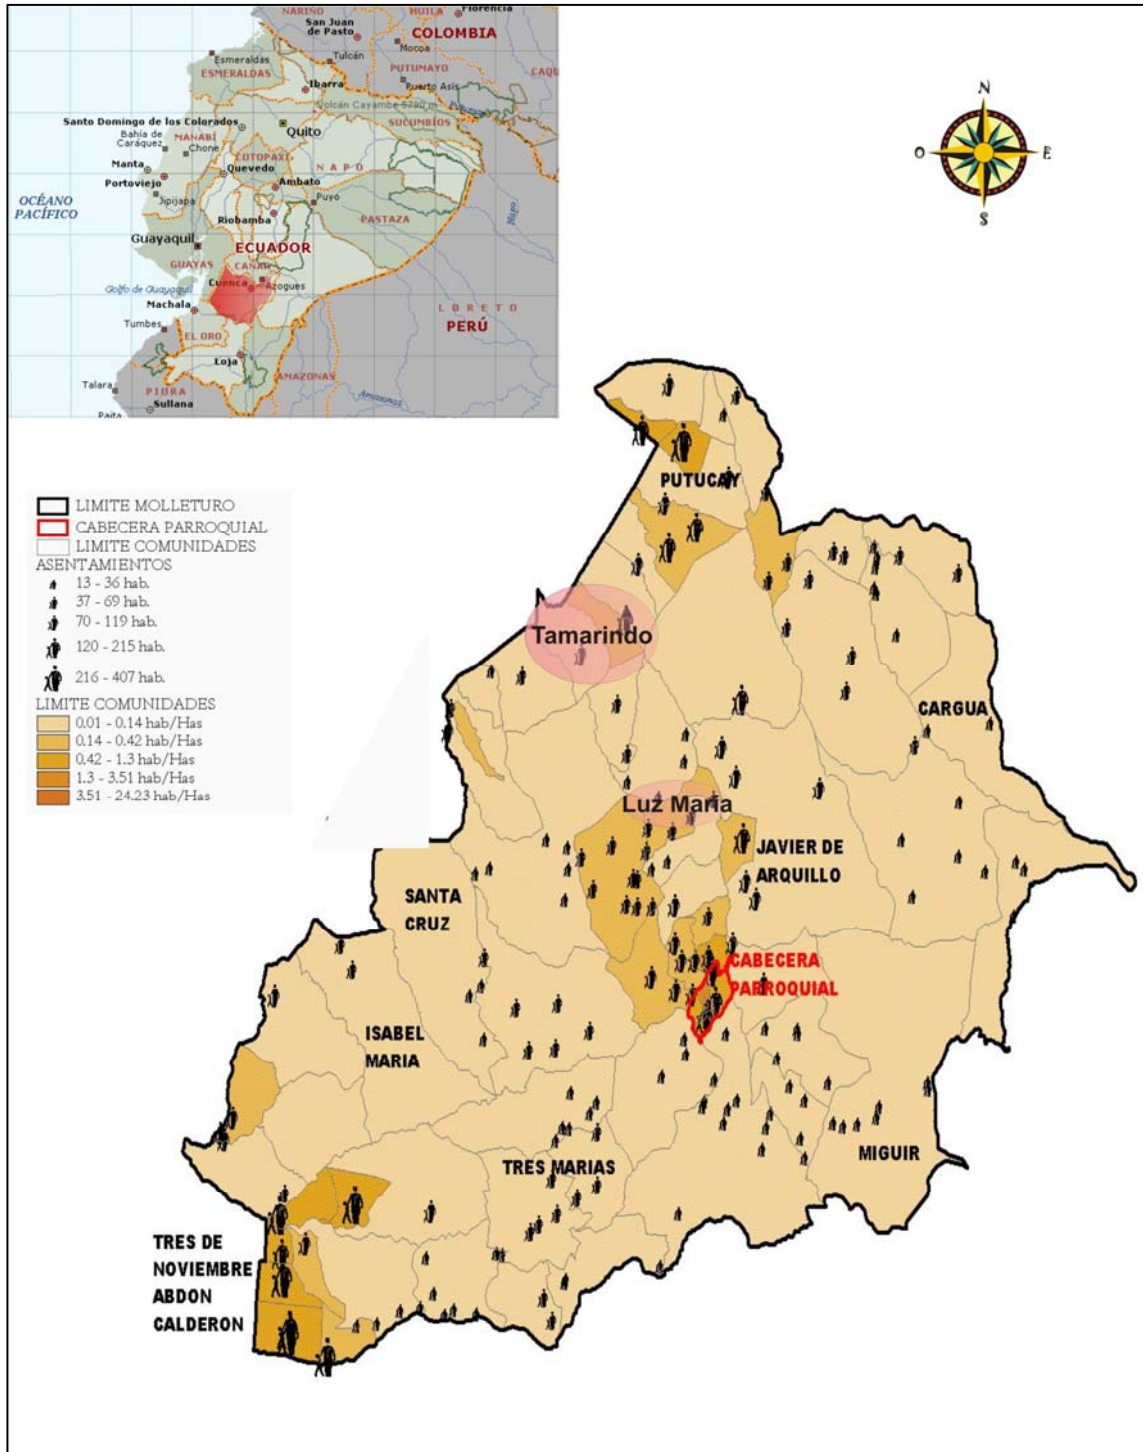 NARIÑO
HUILA
Florencia
San Juan
de Pasto
COLOMBIA
Mocoa
Esmeraldas
Tulcán
ESMERALDAS
PUTUMAYO
CAQU
Puerto Asís
Ibarra
Volcán Cayambe 5790 m
Santo Domingo de los Colorados
Quito
SUCUMBÍOS
Bahía de
Caráquez
MANABÍ
Chone
COTOPAXI
Manta
Quevedo
NAPO
Portoviejo
Ambato
Jipijapa
Puyo
OCÉANO
PACÍFICO
Riobamba
PASTAZA
Napo
Guayaquil
ECUADOR
GUAYAS
CAÑAR
Cuenca
Azogues
Golfo de Guayaquil
Machala
LORETO
PERÚ
Tumbes
EL ORO
Loja
AMAZONAS
Talara
PIURA
Amazonas
Paita
Sullana
N
O
E
S
LIMITE MOLLETURO
CABECERA PARROQUIAL
LIMITE COMUNIDADES
ASENTAMIENTOS
13 - 36 hab.
37 - 69 hab.
70 - 119 hab.
120 - 215 hab.
216 - 407 hab.
LIMITE COMUNIDADES
0.01 - 0.14 hab/Has
0.14 - 0.42 hab/Has
0.42 - 1.3 hab/Has
1.3 - 3.51 hab/Has
3.51 - 24.23 hab/Has
PUTUCAY
Tamarindo
CARGUA
Luz María
JAVIER DE
ARQUILLO
SANTA
CRUZ
CABECERA
PARROQUIAL
ISABEL
MARIA
TRES MARIAS
MIGUIR
TRES DE
NOVIEMBRE
ABDON
CALDERON